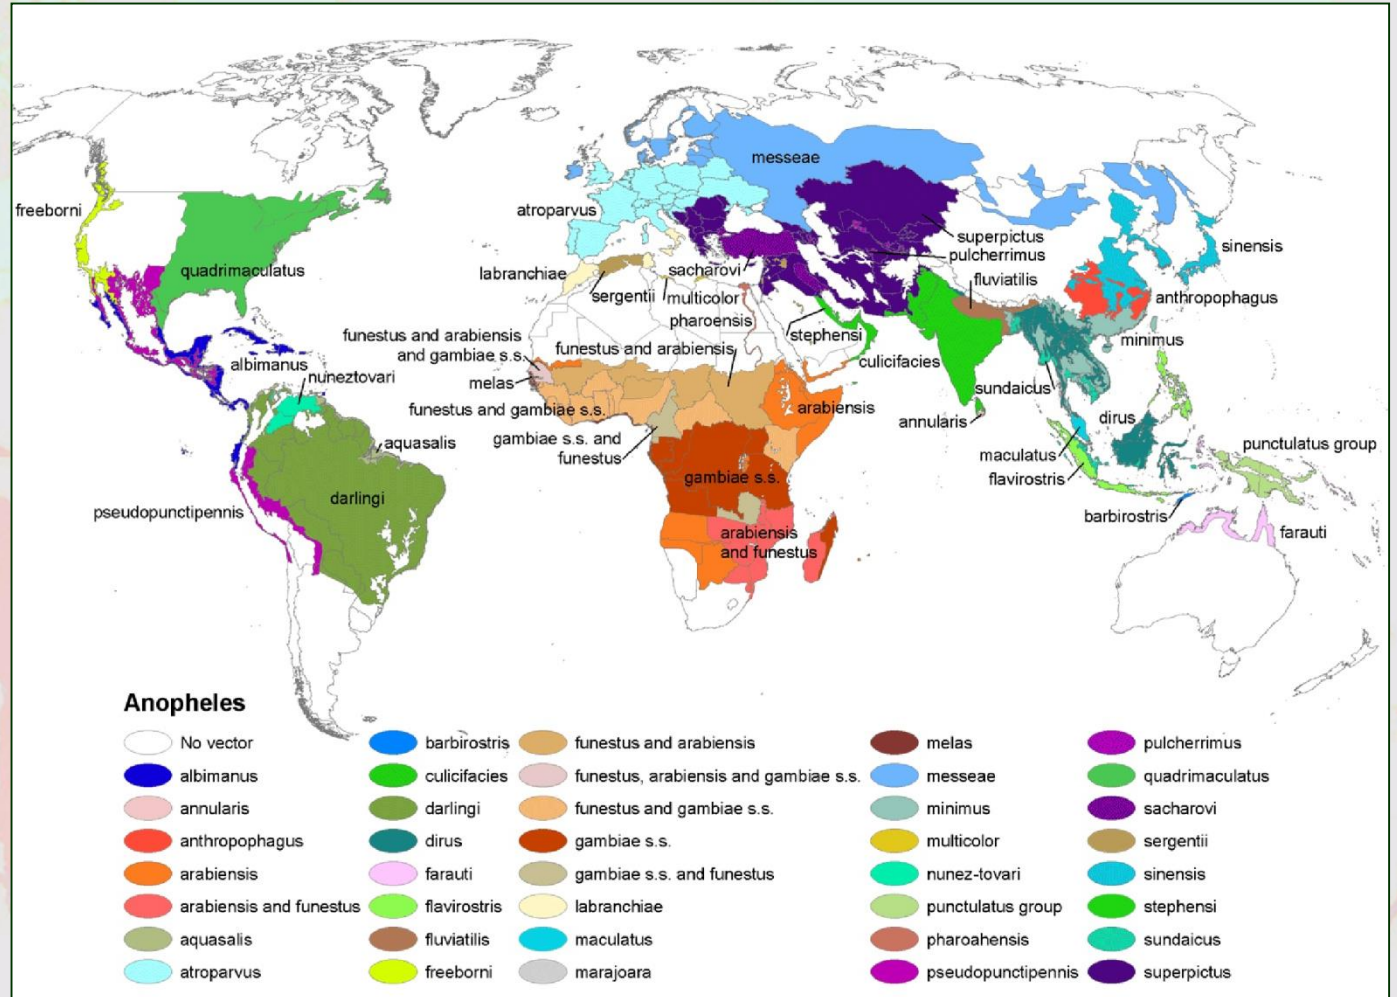 messeae
freeborni
atroparvus
superpictus
pulcherrimus
sinensis
quadrimaculatus
labranchiae
sacharovi
fluviatilis
sergentii
multicolor
anthropophagus
pharoensis
stephensi
minimus
funestus and arabiensis
and gambiae s.s.
funestus and arabiensis
albimanus
nuneztovari
melas
culicifacies
sundaicus
funestus and gambiae s.s.
arabiensis
annularis
dirus
aquasalis
gambiae s.s. and
funestus
maculatus
punctulatus group
darlingi
gambiae s.s.
flavirostris
pseudopunctipennis
barbirostris
arabiensis
and funestus
farauti
Anopheles
No vector
albimanus
annularis
anthropophagus
arabiensis
arabiensis and funestus
aquasalis
atroparvus
barbirostris
culicifacies
darlingi
dirus
farauti
flavirostris
fluviatilis
freeborni
funestus and arabiensis
funestus, arabiensis and gambiae s.s.
funestus and gambiae s.s.
gambiae s.s.
gambiae s.s. and funestus
labranchiae
maculatus
marajoara
melas
messeae
minimus
multicolor
nunez-tovari
punctulatus group
pharoahensis
pseudopunctipennis
pulcherrimus
quadrimaculatus
sacharovi
sergentii
sinensis
stephensi
sundaicus
superpictus